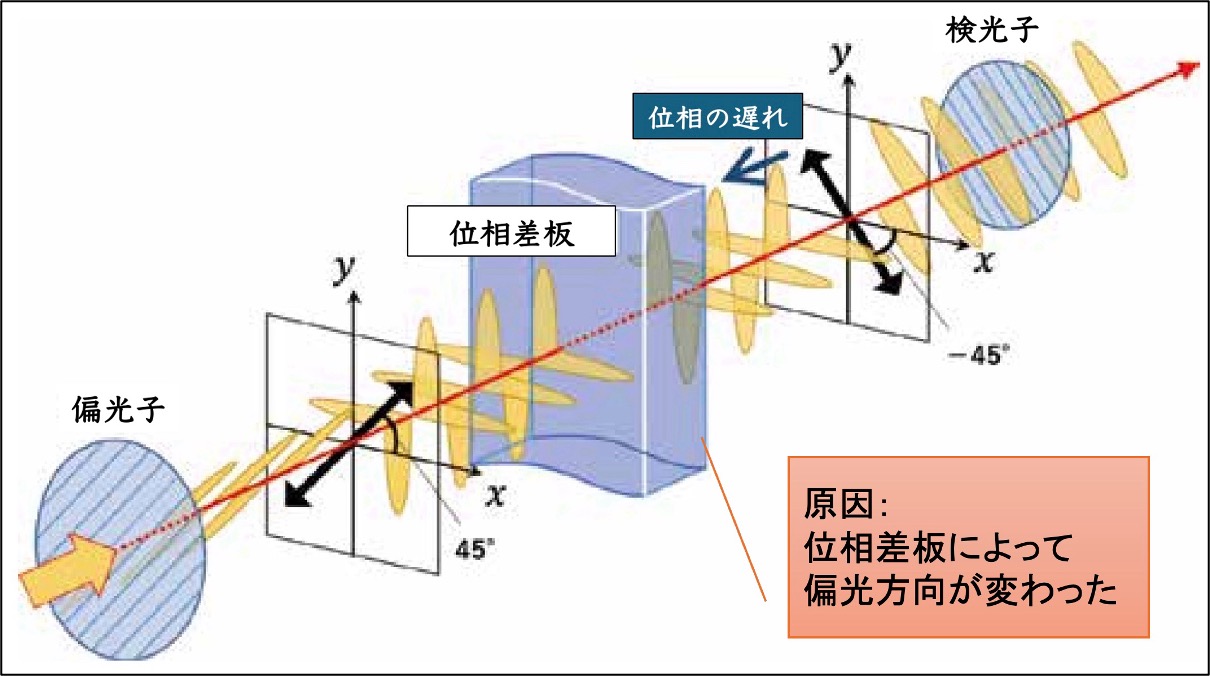 検光子
y
位相の遅れ
位相差板
x
y
-45°
偏光子
x
45°
原因：
位相差板によって
偏光方向が変わった